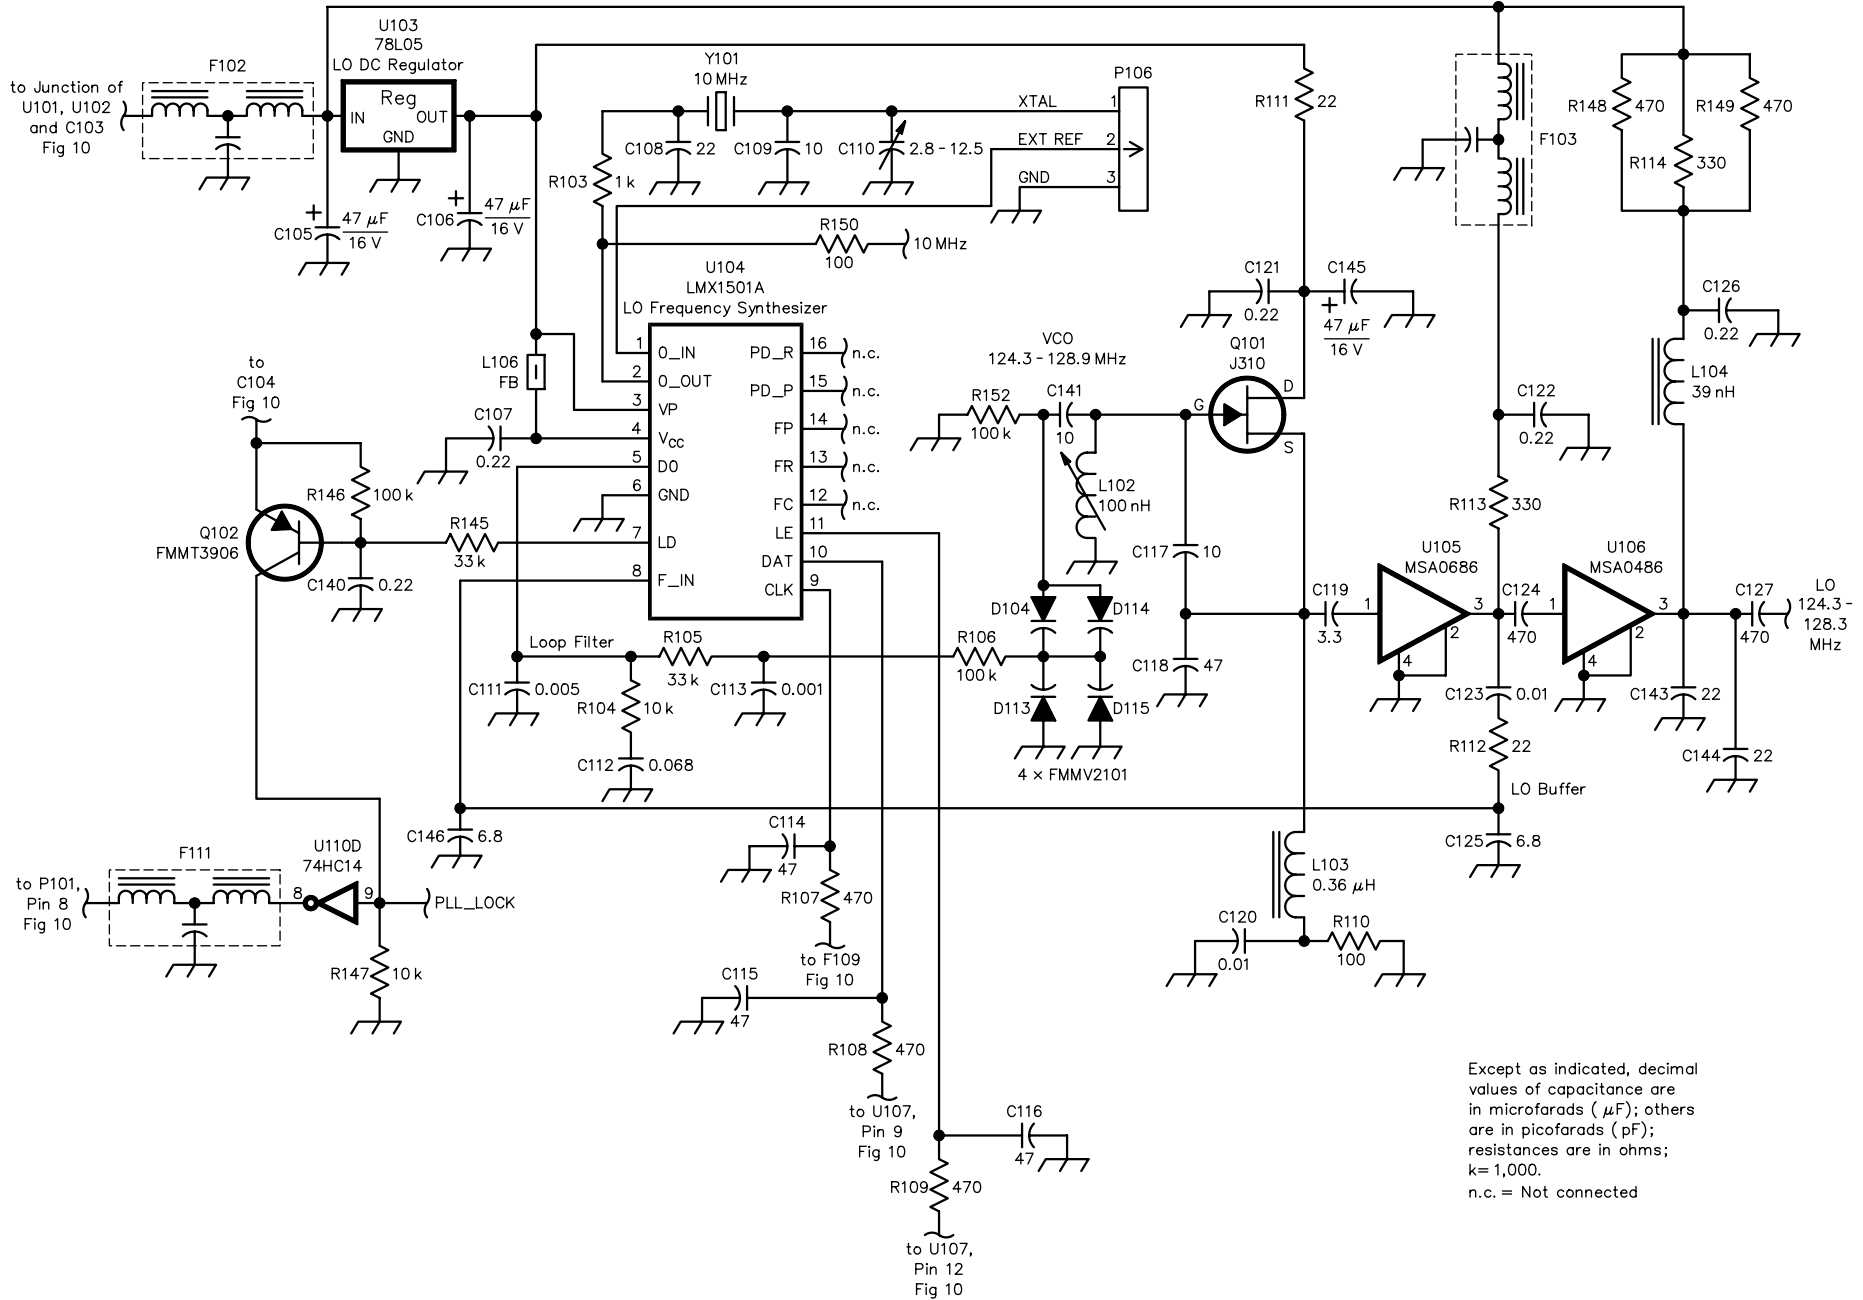 to Junction of
U101, U102
and C103
Fig 10
F102
U103
78L05
LO DC Regulator
Reg
IN
OUT
GND
C105
+
47 µF
16 V
C106
+
47 µF
16 V
Y101
10 MHz
C108
22
C109
10
C110
2.8 - 12.5
R103
1 k
R150
100
10 MHz
P106
XTAL
1
EXT REF
2
GND
3
R111
22
F103
R148
470
R149
470
R114
330
C121
0.22
C145
+
47 µF
16 V
C126
0.22
L104
39 nH
C122
0.22
R113
330
U104
LMX1501A
LO Frequency Synthesizer
1
O_IN
2
O_OUT
3
VP
4
VCC
5
DO
6
GND
7
LD
8
F_IN
PD_R
16
n.c.
PD_P
15
n.c.
FP
14
n.c.
FR
13
n.c.
FC
12
n.c.
LE
11
DAT
10
CLK
9
L106
FB
C107
0.22
to
C104
Fig 10
R146
100 k
Q102
FMMT3906
R145
33 k
C140
0.22
VCO
124.3 - 128.9 MHz
R152
100 k
C141
10
L102
100 nH
Q101
J310
G
D
S
C117
10
C118
47
D104
D114
D113
D115
4 × FMMV2101
Loop Filter
R105
33 k
R106
100 k
C111
0.005
R104
10 k
C113
0.001
C112
0.068
C119
3.3
U105
MSA0686
1
3
2
4
C124
470
U106
MSA0486
1
3
2
4
C127
470
LO
124.3 -
128.3
MHz
C123
0.01
R112
22
C143
22
C144
22
LO Buffer
C125
6.8
C146
6.8
F111
U110D
74HC14
8
9
to P101,
Pin 8
Fig 10
PLL_LOCK
R147
10 k
C114
47
R107
470
to F109
Fig 10
C115
47
R108
470
to U107,
Pin 9
Fig 10
C116
47
R109
470
to U107,
Pin 12
Fig 10
L103
0.36 µH
C120
0.01
R110
100
Except as indicated, decimal
values of capacitance are
in microfarads ( µF); others
are in picofarads ( pF);
resistances are in ohms;
k= 1,000.
n.c. = Not connected